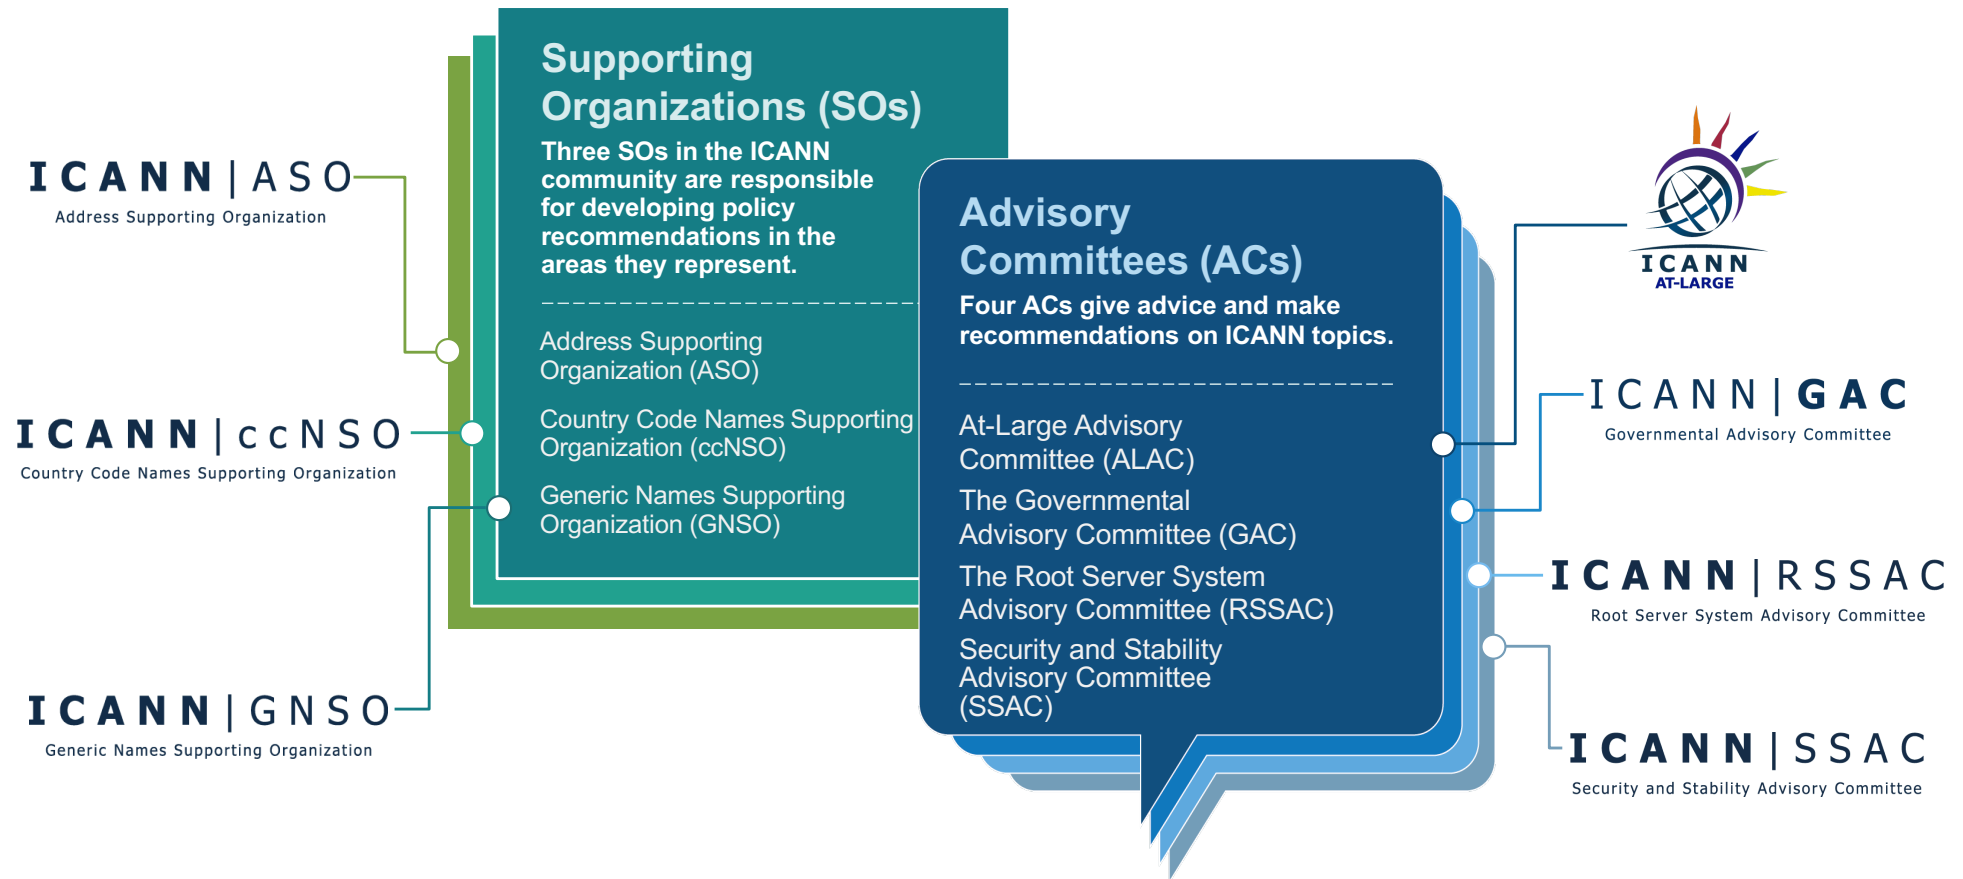 ICANN|ASO
Address Supporting Organization
ICANN|ccNSO
Country Code Names Supporting Organization
ICANN|GNSO
Generic Names Supporting Organization
Supporting
Organizations (SOs)
Three SOs in the ICANN
community are responsible
for developing policy
recommendations in the
areas they represent.
Address Supporting
Organization (ASO)
Country Code Names Supporting
Organization (ccNSO)
Generic Names Supporting
Organization (GNSO)
Advisory
Committees (ACs)
Four ACs give advice and make
recommendations on ICANN topics.
At-Large Advisory
Committee (ALAC)
The Governmental
Advisory Committee (GAC)
The Root Server System
Advisory Committee (RSSAC)
Security and Stability
Advisory Committee
(SSAC)
ICANN
AT-LARGE
ICANN|GAC
Governmental Advisory Committee
ICANN|RSSAC
Root Server System Advisory Committee
ICANN|SSAC
Security and Stability Advisory Committee